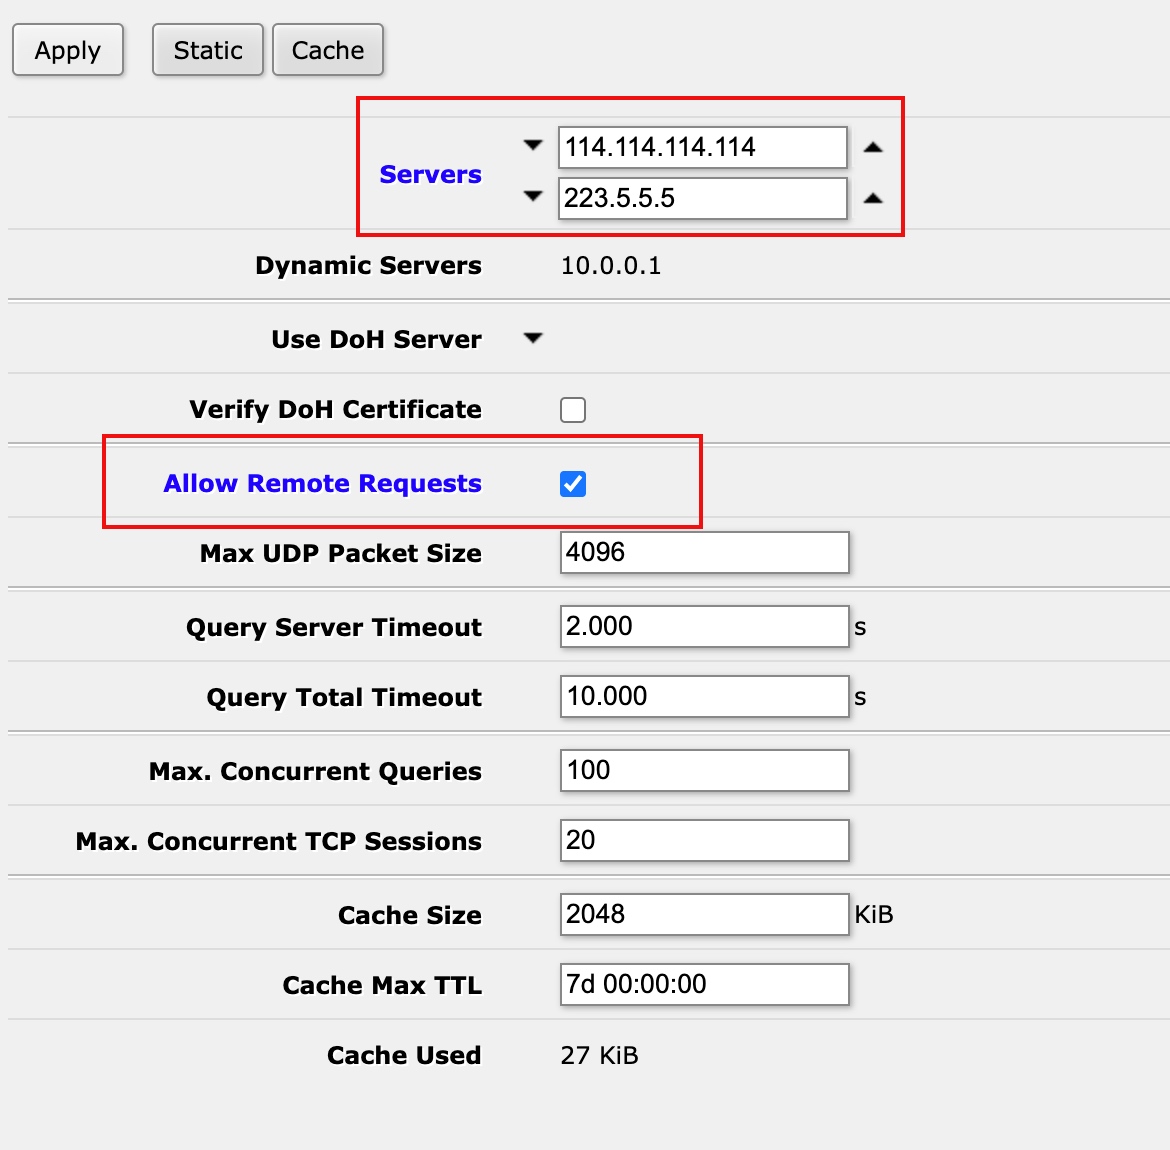 Apply Static Cache
Servers 114.114.114.114
223.5.5.5
Dynamic Servers 10.0.0.1
Use DoH Server
Verify DoH Certificate
Allow Remote Requests
Max UDP Packet Size 4096
Query Server Timeout 2.000 s
Query Total Timeout 10.000 s
Max. Concurrent Queries 100
Max. Concurrent TCP Sessions 20
Cache Size 2048 KiB
Cache Max TTL 7d 00:00:00
Cache Used 27 KiB